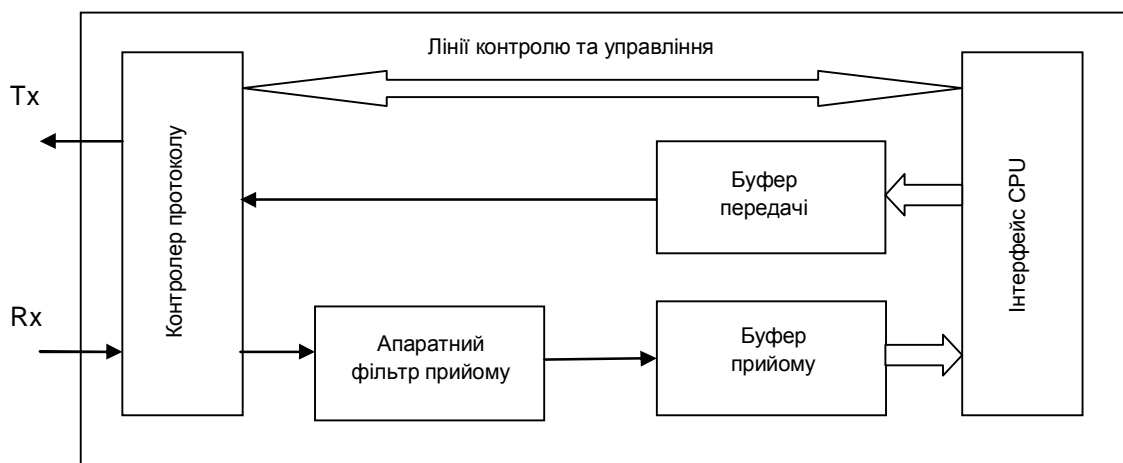 Лінії контролю та управління
Tx
Контролер протоколу
Буфер
передачі
Інтерфейс CPU
Rx
Апаратний
фільтр прийому
Буфер
прийому